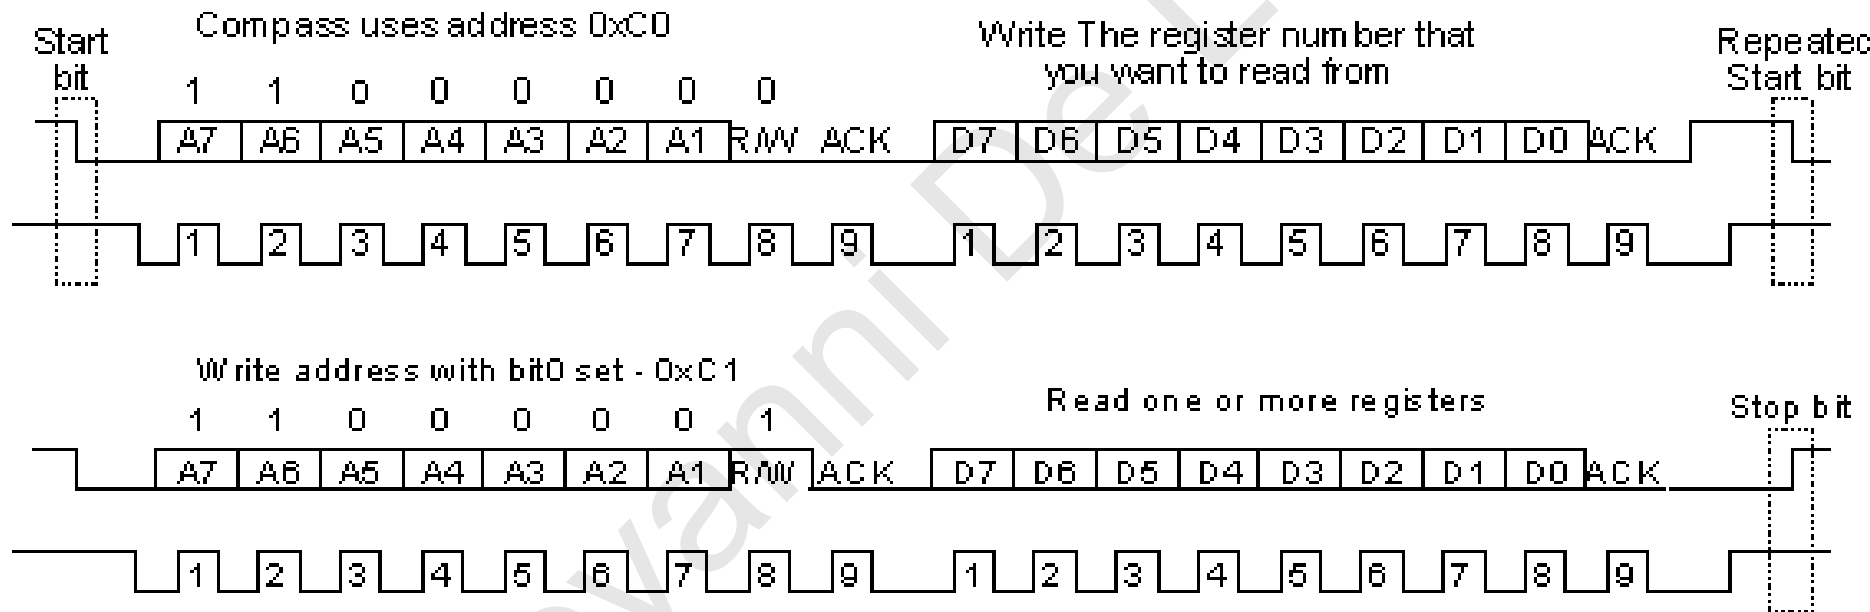 Compass uses address 0xC0
Write The register number that
you want to read from
Start
bit
Repeatec
Start bit
1 1 0 0 0 0 0 0
A7 A6 A5 A4 A3 A2 A1 R/W ACK D7 D6 D5 D4 D3 D2 D1 D0 ACK
1 2 3 4 5 6 7 8 9 1 2 3 4 5 6 7 8 9
Write address with bit0 set - 0xC1
Read one or more registers
Stop bit
1 1 0 0 0 0 0 1
A7 A6 A5 A4 A3 A2 A1 R/W ACK D7 D6 D5 D4 D3 D2 D1 D0 ACK
1 2 3 4 5 6 7 8 9 1 2 3 4 5 6 7 8 9
vanni De